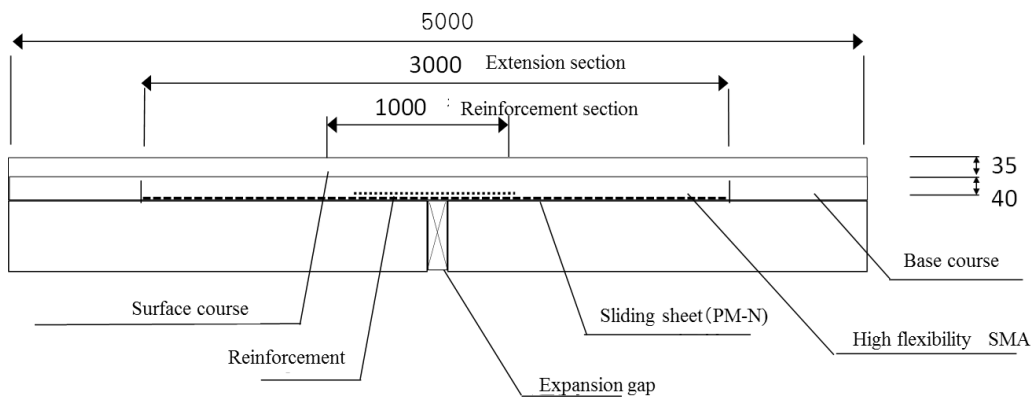 5000
3000 Extension section
1000 Reinforcement section
35
40
Base course
Surface course
Sliding sheet（PM-N)
High flexibility SMA
Reinforcement
Expansion gap